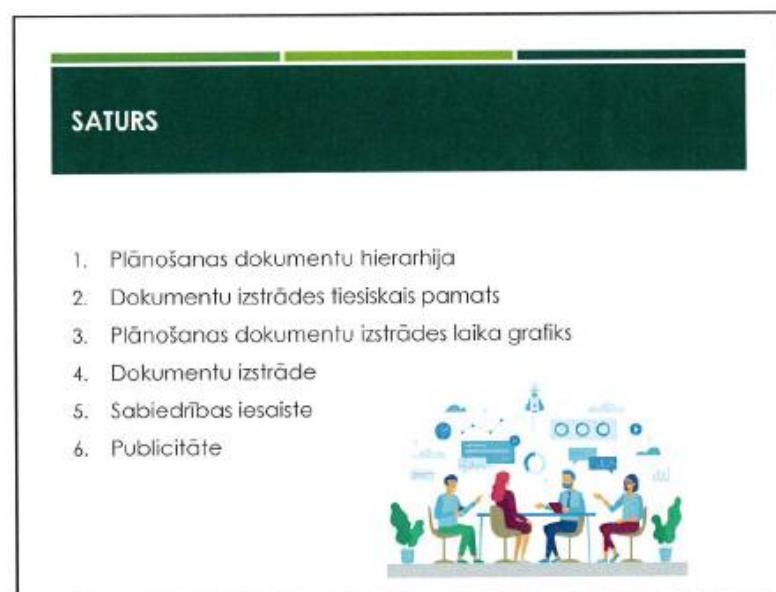 SATURS
1. Plānošanas dokumentu hierarhija
2. Dokumentu izstrādes tiesiskais pamats
3. Plānošanas dokumentu izstrādes laika grafiks
4. Dokumentu izstrāde
5. Sabiedrības iesaiste
6. Publicitāte